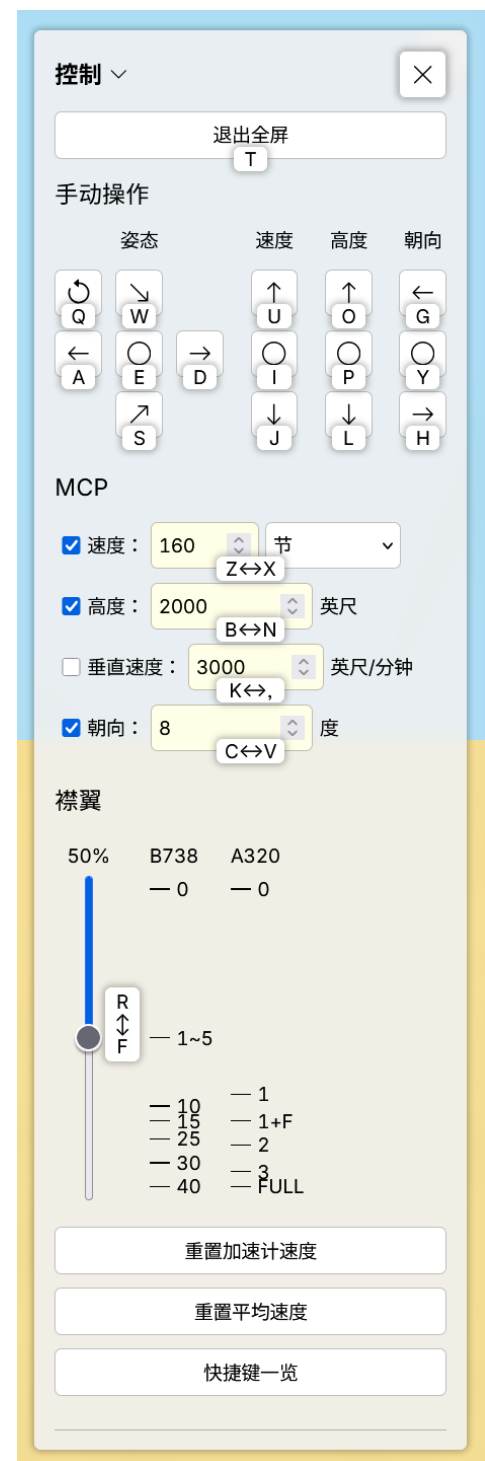 控制
退出全屏
T
手动操作
姿态 速度 高度 朝向
Q W U O G
A E D I P Y
S J L H
MCP
速度： 160 节
Z↔X
高度： 2000 英尺
B↔N
垂直速度： 3000 英尺/分钟
K↔,
朝向： 8 度
C↔V
襟翼
50% B738 A320
0 0
R
↕
F
1~5
1
10
15 1+F
25 2
30 3
40 FULL
重置加速计速度
重置平均速度
快捷键一览